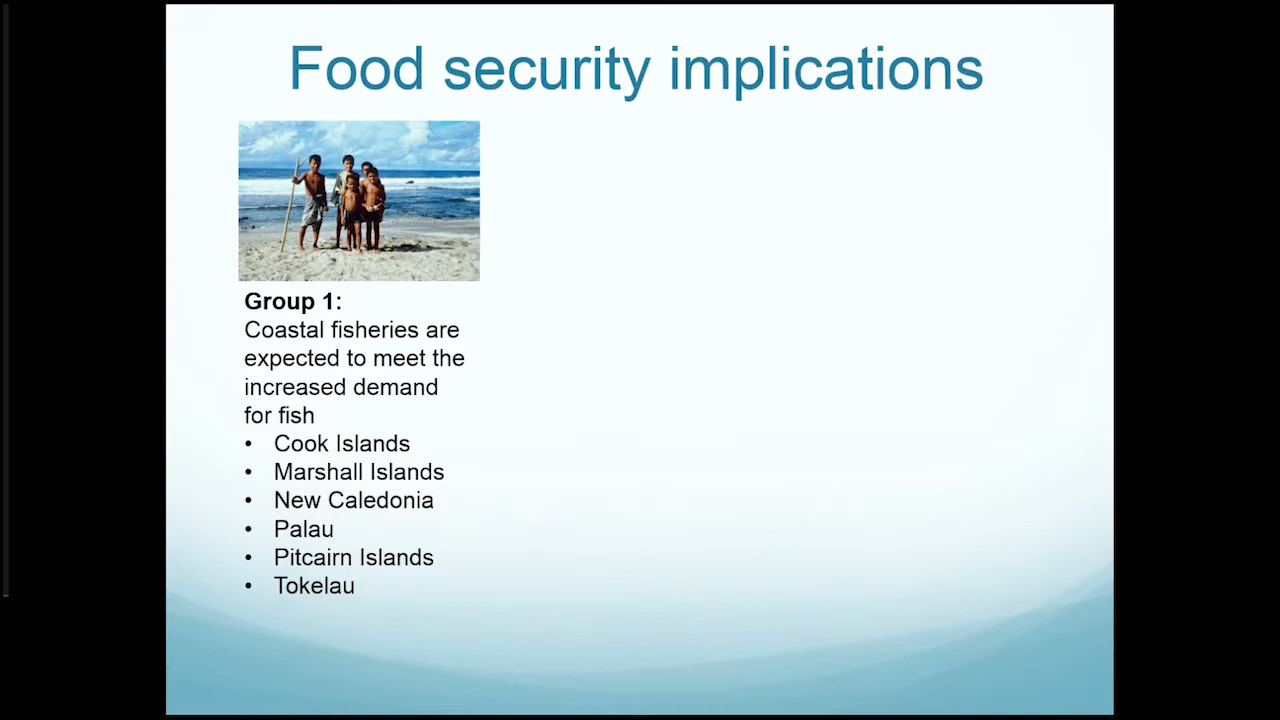 Food security implications
Group 1:
Coastal fisheries are
expected to meet the
increased demand
for fish
• Cook Islands
• Marshall Islands
• New Caledonia
• Palau
• Pitcairn Islands
• Tokelau